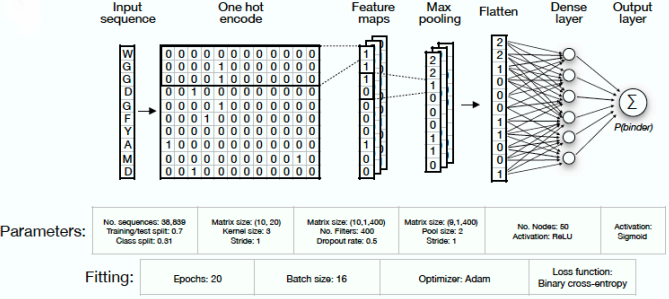 Input sequence
One hot encode
Feature maps
Max pooling
Flatten
Dense layer
Output layer
W 0 0 0 0 0 0 0 0 0 0 0 1
G 0 0 0 0 1 0 0 0 0 0 0 1
G 0 0 0 0 1 0 0 0 0 0 0 1
D 0 0 1 0 0 0 0 0 0 0 0 0
G 0 0 0 0 1 0 0 0 0 0 0 0
F 0 0 0 1 0 0 0 0 0 0 0 0
Y 0 0 0 0 0 0 0 0 0 0 0 0
A 1 0 0 0 0 0 0 0 0 0 0 1
M 0 0 0 0 0 0 0 0 0 1 0 0
D 0 0 1 0 0 0 0 0 0 0 0 0
2
2
1
0
0
0
1
1
0
2
2
1
0
0
0
1
1
0
0
1
Σ
P(binder)
Parameters:
No. sequences: 38,839
Training/test split: 0.7
Class split: 0.31
Matrix size: (10, 20)
Kernel size: 3
Stride: 1
Matrix size: (10,1,400)
No. Filters: 400
Dropout rate: 0.5
Matrix size: (9,1,400)
Pool size: 2
Stride: 1
No. Nodes: 50
Activation: ReLU
Activation:
Sigmoid
Fitting:
Epochs: 20
Batch size: 16
Optimizer: Adam
Loss function:
Binary cross-entropy